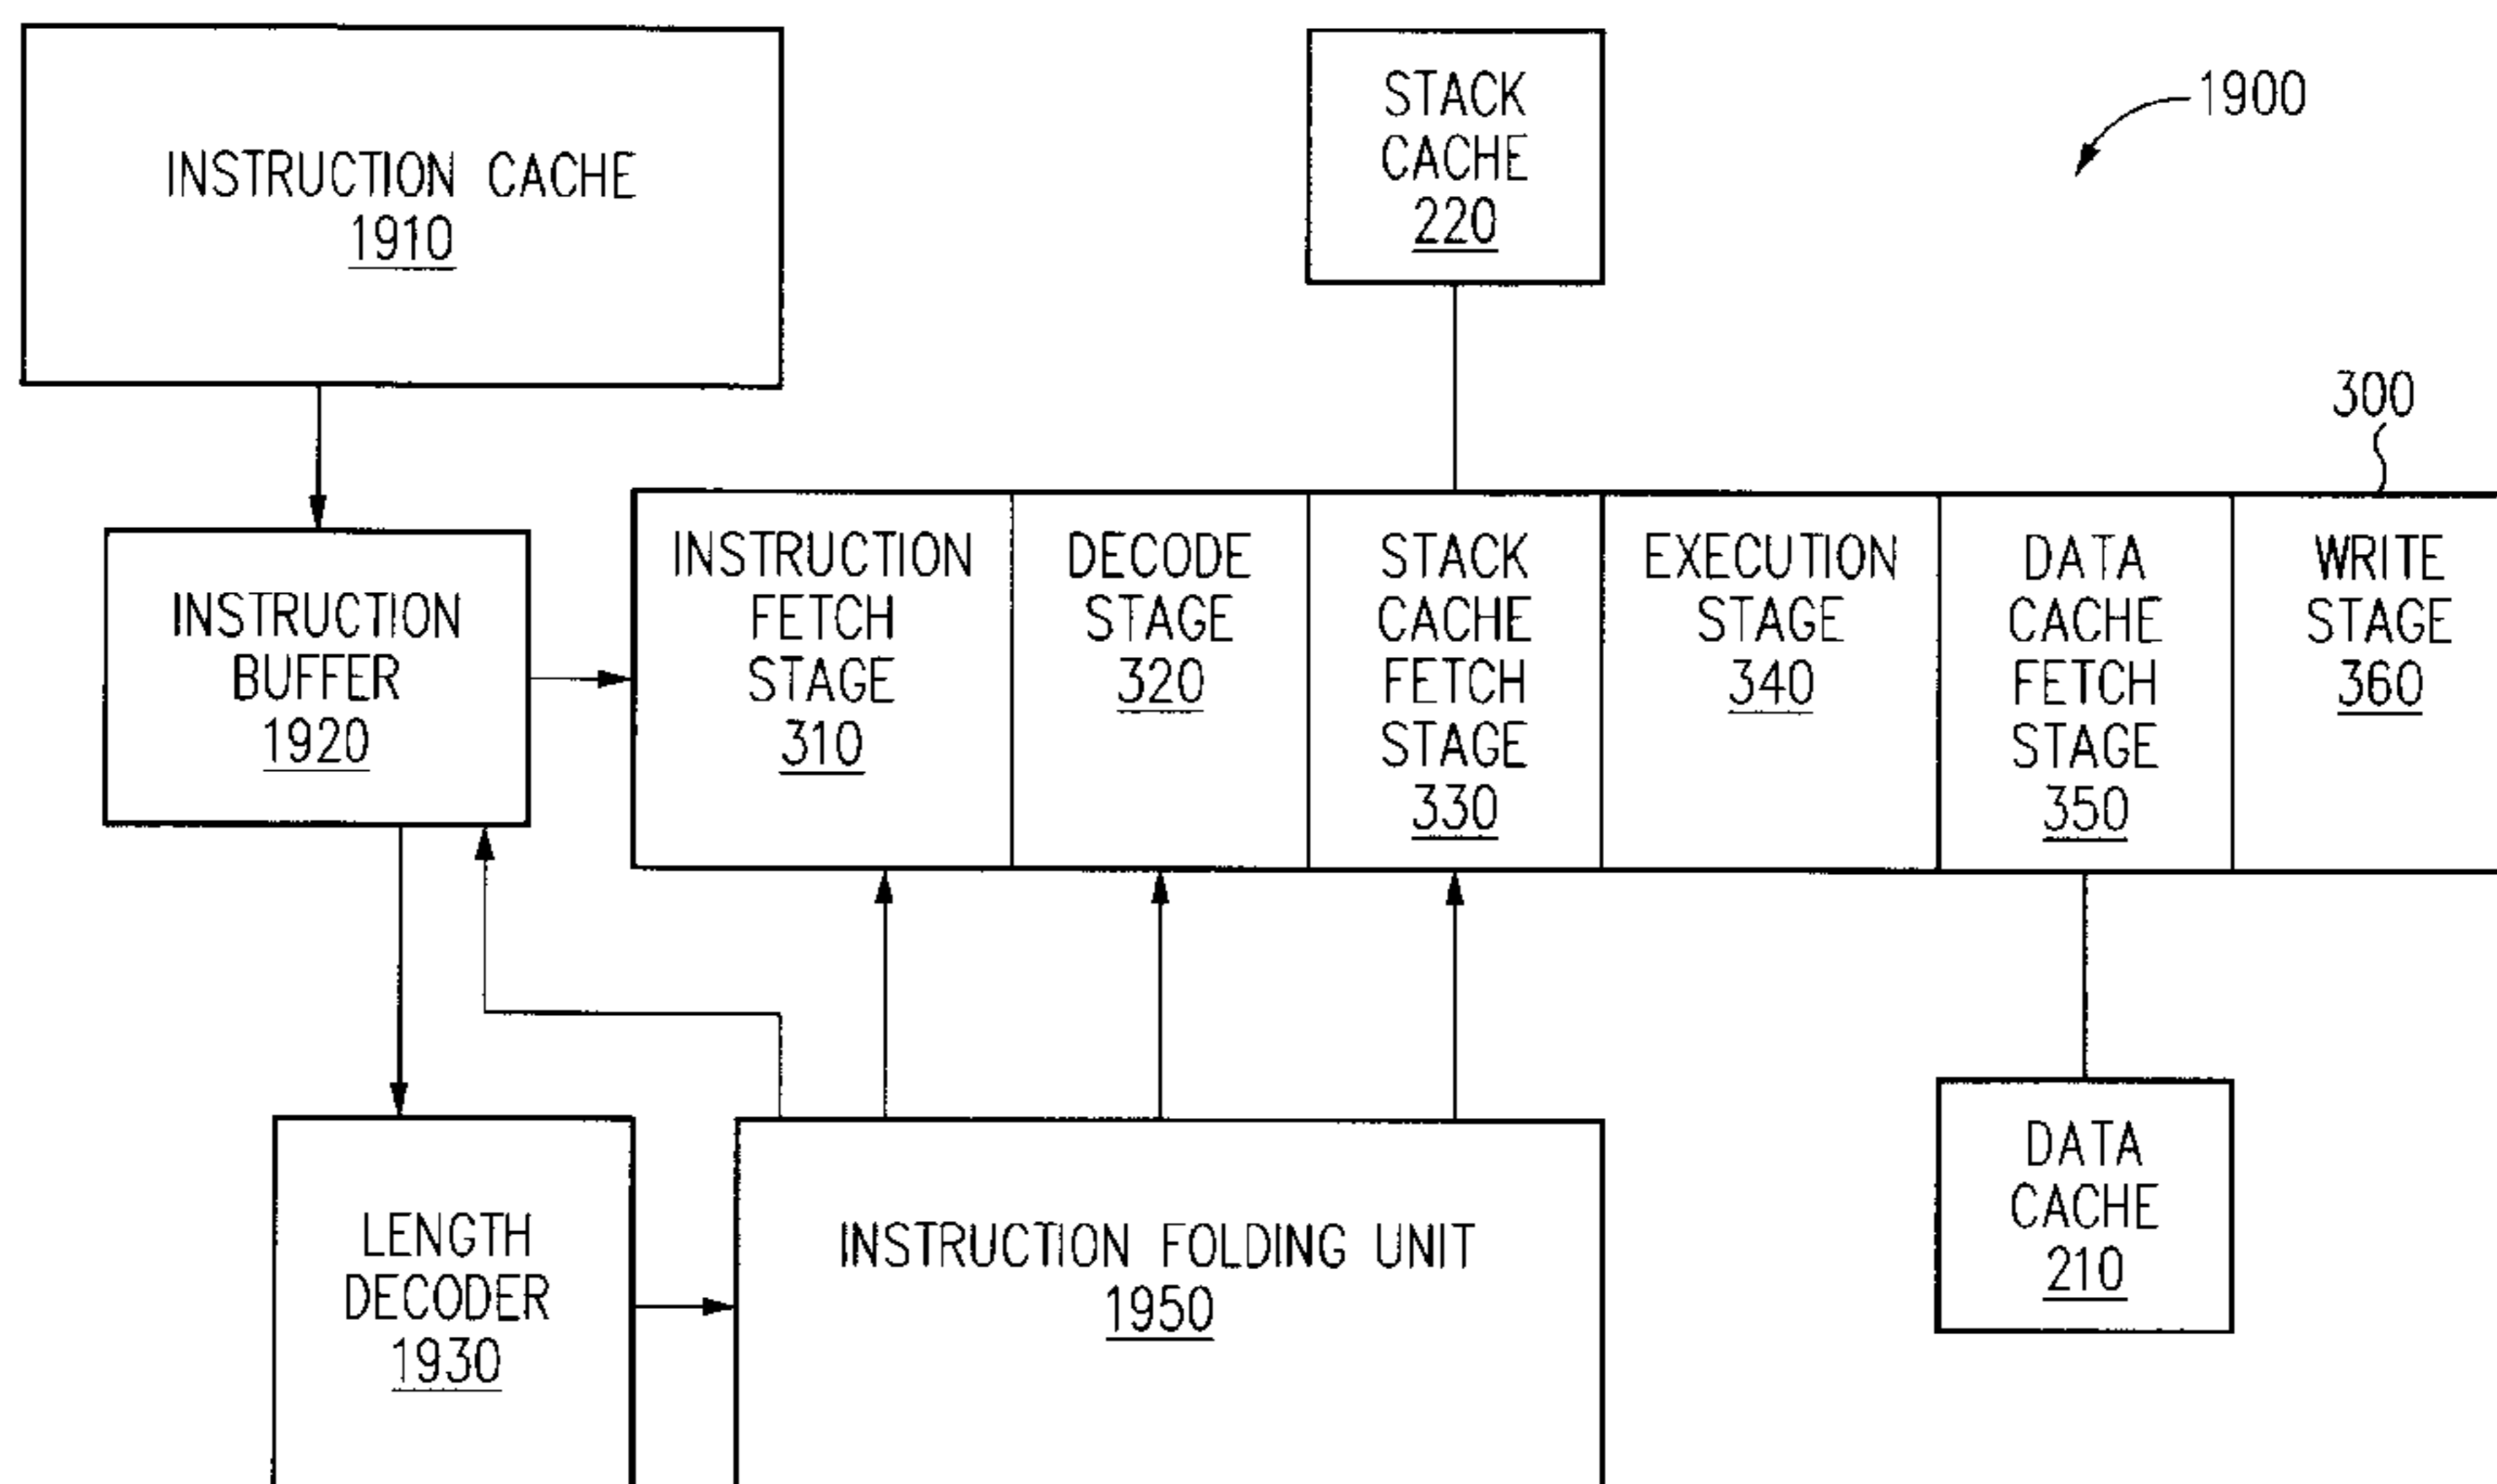 INSTRUCTION CACHE
1910
STACK
CACHE
220
1900
300
INSTRUCTION
BUFFER
1920
INSTRUCTION
FETCH
STAGE
310
DECODE
STAGE
320
STACK
CACHE
FETCH
STAGE
330
EXECUTION
STAGE
340
DATA
CACHE
FETCH
STAGE
350
WRITE
STAGE
360
LENGTH
DECODER
1930
INSTRUCTION FOLDING UNIT
1950
DATA
CACHE
210